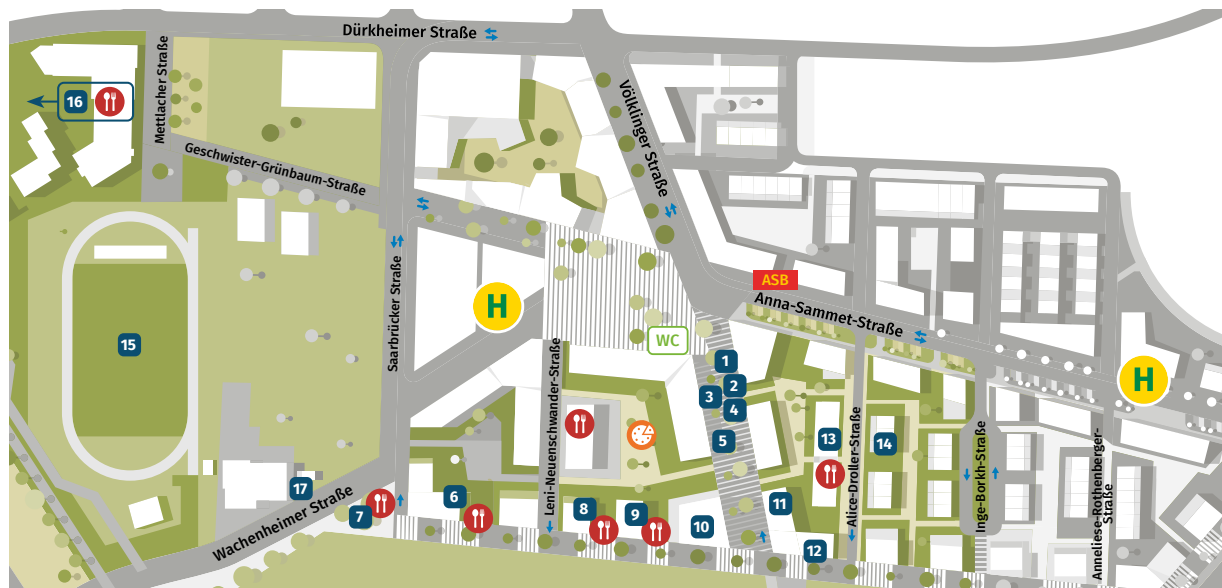 Dürkheimer Straße
Mettlacher Straße
16
Völklinger Straße
Geschwister-Grünbaum-Straße
Saarbrücker Straße
ASB
Anna-Sammet-Straße
H
WC
15
1
2
3
4
5
H
Leni-Neuenschwander-Straße
13
14
Alice-Droller-Straße
Inge-Borkh-Straße
Anneliese-Rothenberger-
Straße
17
Wachenheimer Straße
7
6
8
9
10
11
12